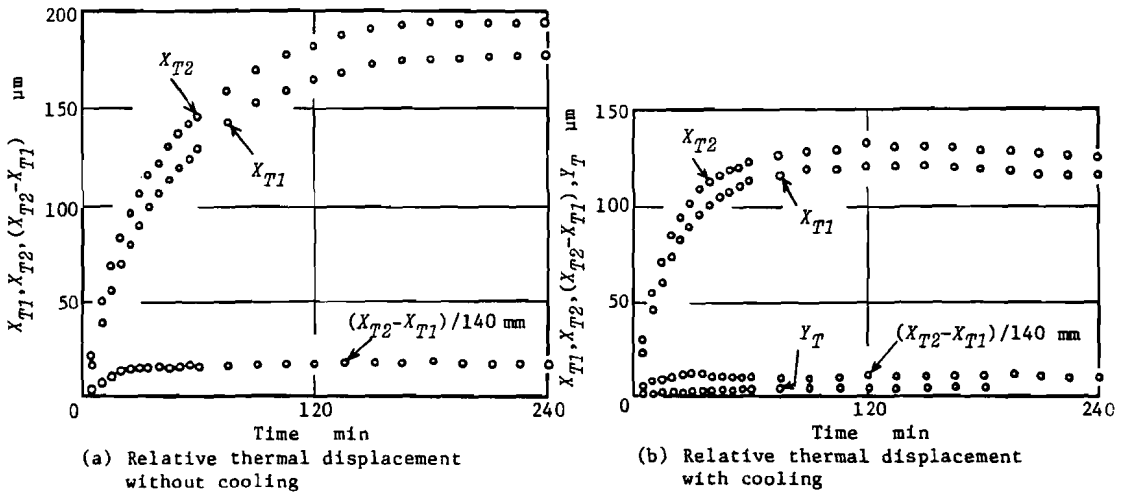 200
150
100
50
0
120
240
X_T1, X_T2, (X_T2-X_T1) μm
X_T2
X_T1
(X_T2-X_T1)/140 mm
Time min
(a) Relative thermal displacement
without cooling
150
100
50
0
120
240
X_T1, X_T2, (X_T2-X_T1), Y_T μm
X_T2
X_T1
Y_T
(X_T2-X_T1)/140 mm
Time min
(b) Relative thermal displacement
with cooling